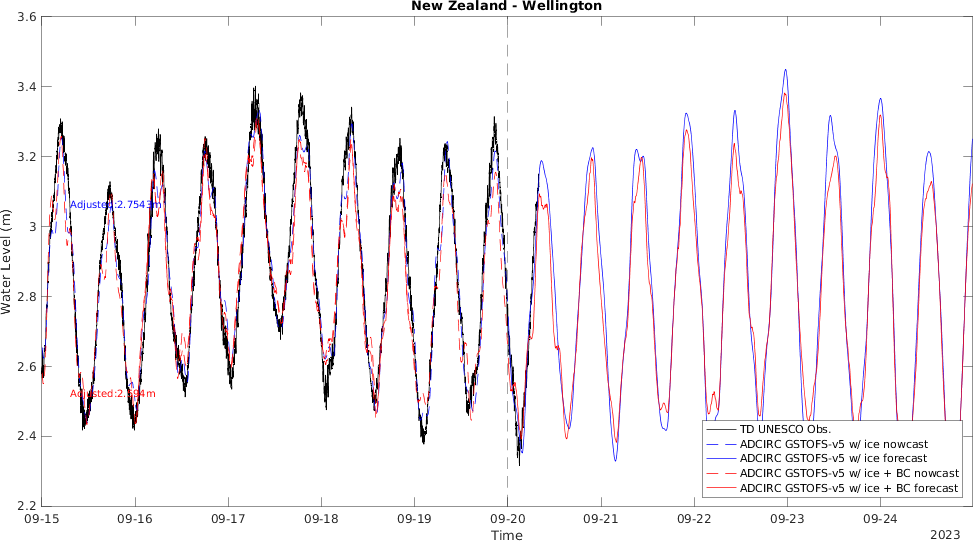 New Zealand - Wellington
3.6
3.4
3.2
3
2.8
2.6
2.4
2.2
Water Level (m)
Adjusted:2.7543m
TD UNESCO Obs.
ADCIRC GSTOFS-v5 w/ ice nowcast
ADCIRC GSTOFS-v5 w/ ice forecast
ADCIRC GSTOFS-v5 w/ ice + BC nowcast
ADCIRC GSTOFS-v5 w/ ice + BC forecast
09-15
09-16
09-17
09-18
09-19
09-20
09-21
09-22
09-23
09-24
Time
2023